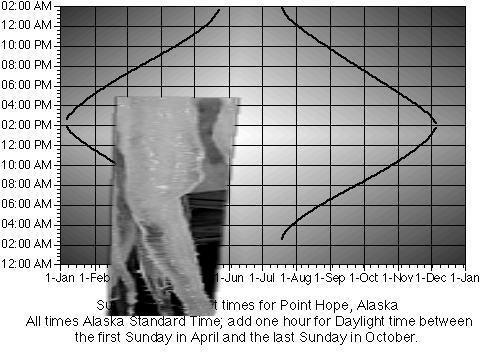 02:00 AM
12:00 AM
10:00 PM
08:00 PM
06:00 PM
04:00 PM
02:00 PM
12:00 PM
10:00 AM
08:00 AM
06:00 AM
04:00 AM
02:00 AM
12:00 AM
1-Jan 1-Feb 1-Jun 1-Jul 1-Aug 1-Sep 1-Oct 1-Nov 1-Dec 1-Jan
t times for Point Hope, Alaska
All times Alaska Standard Time; add one hour for Daylight time between
the first Sunday in April and the last Sunday in October.